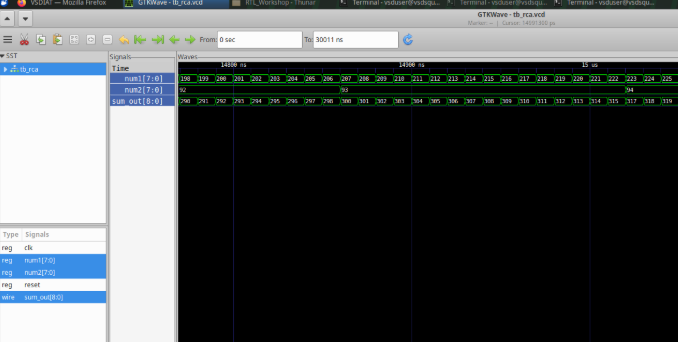 VSDIAT — Mozilla Firefox
GTKWave - tb_rca.vcd
RTL_Workshop - Thunar
Terminal - vsduser@vsdsqu...
Terminal - vsduser@vsdsqu...
Terminal - vsduser@vsdsqu...
GTKWave - tb_rca.vcd
From: 0 sec
To: 30011 ns
SST
tb_rca
Type Signals
reg clk
reg num1[7:0]
reg num2[7:0]
reg reset
wire sum_out[8:0]
Signals
Time
num1[7:0]
num2[7:0]
sum_out[8:0]
Waves
14800 ns 14900 ns 15 us
198 199 200 201 202 203 204 205 206 207 208 209 210 211 212 213 214 215 216 217 218 219 220 221 222 223 224 225
92 93 94
290 291 292 293 294 295 296 297 298 300 301 302 303 304 305 306 307 308 309 310 311 312 313 314 315 317 318 319